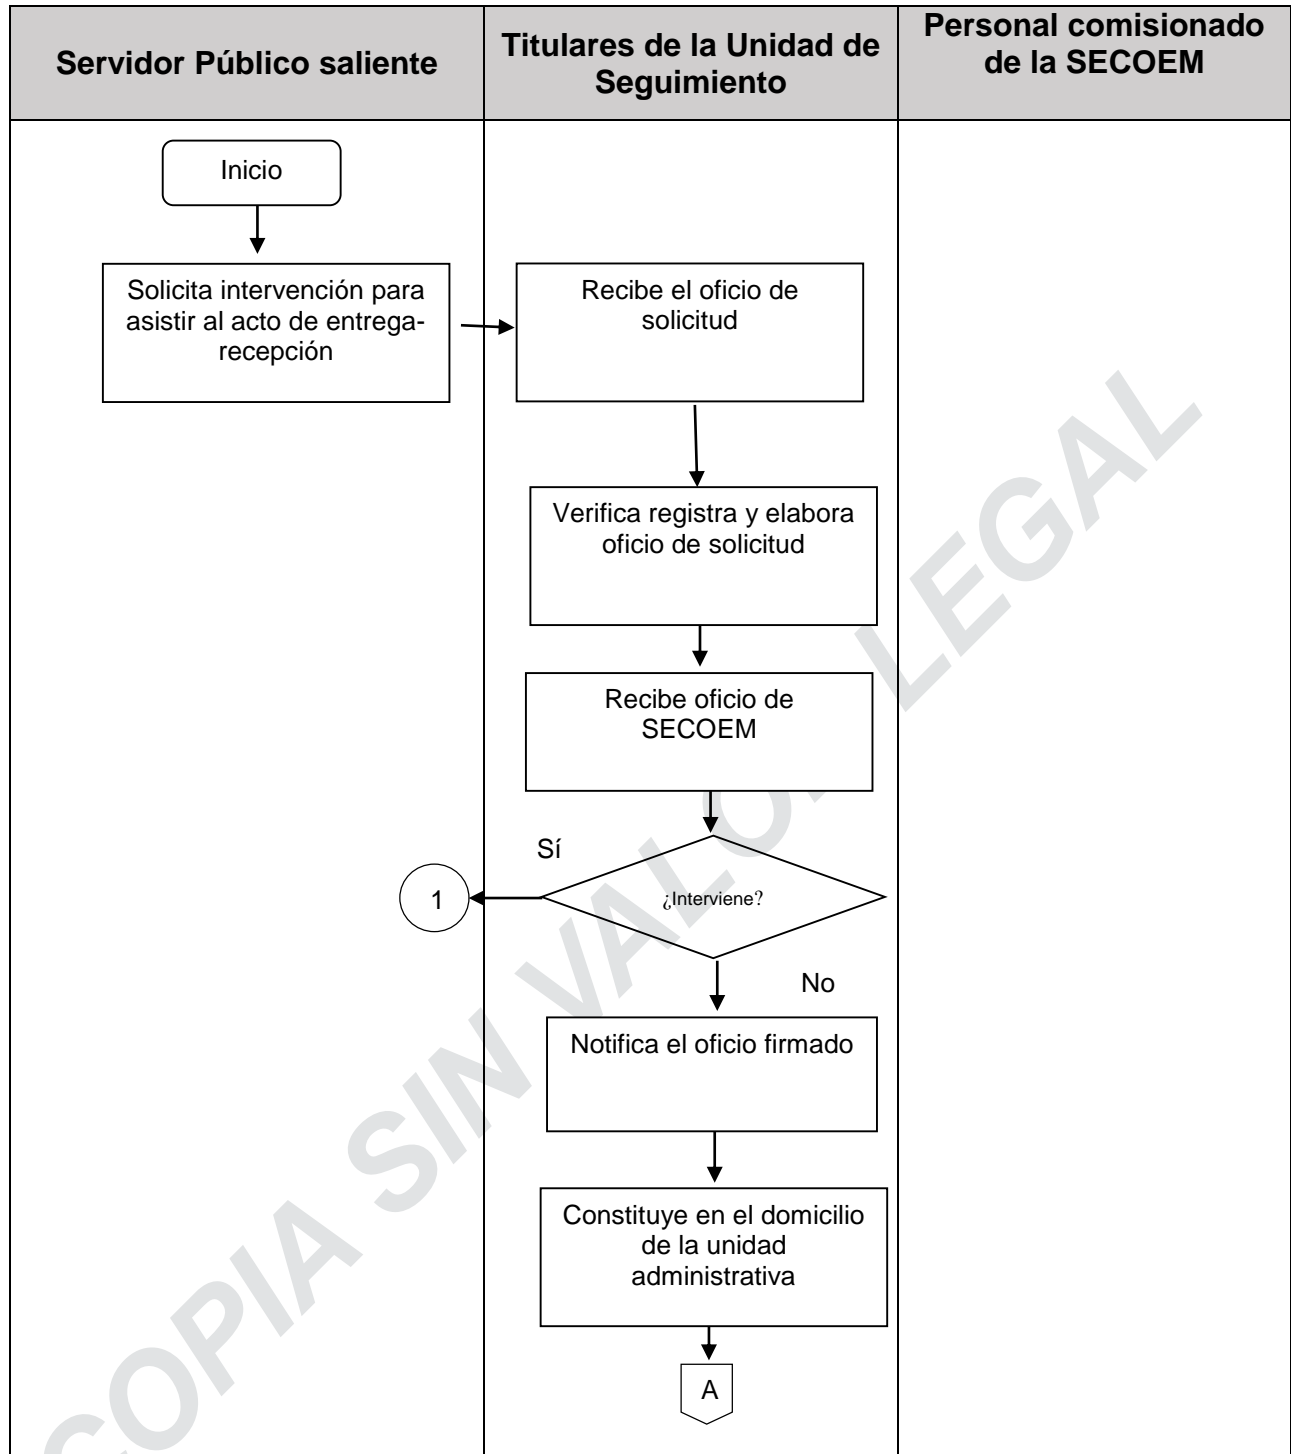 Servidor Público saliente
Titulares de la Unidad de
Seguimiento
Personal comisionado
de la SECOEM
Inicio
Solicita intervención para
asistir al acto de entrega-
recepción
Recibe el oficio de
solicitud
Verifica registra y elabora
oficio de solicitud
Recibe oficio de
SECOEM
Sí
1
¿Interviene?
No
Notifica el oficio firmado
Constituye en el domicilio
de la unidad
administrativa
A
COPIA SIN VALOR LEGAL